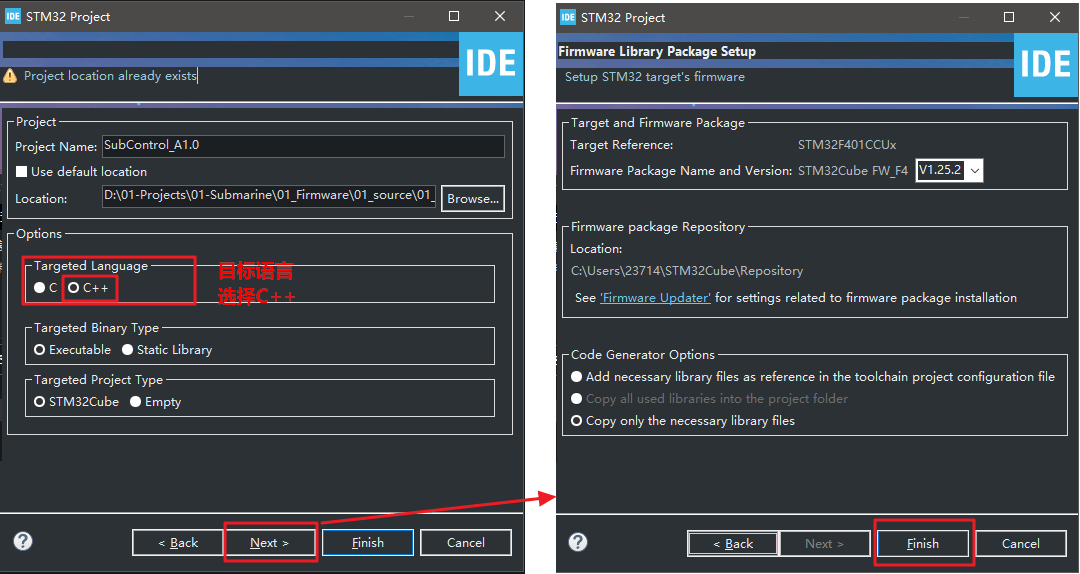 IDE STM32 Project
IDE
Project location already exists
Project
Project Name: SubControl_A1.0
Use default location
Location: D:\01-Projects\01-Submarine\01_Firmware\01_source\01_ Browse...
Options
Targeted Language
C C++
目标语言
选择C++
Targeted Binary Type
Executable Static Library
Targeted Project Type
STM32Cube Empty
? < Back Next > Finish Cancel
IDE STM32 Project
Firmware Library Package Setup
IDE
Setup STM32 target's firmware
Target and Firmware Package
Target Reference: STM32F401CCUx
Firmware Package Name and Version: STM32Cube FW_F4 V1.25.2
Firmware package Repository
Location:
C:\Users\23714\STM32Cube\Repository
See 'Firmware Updater' for settings related to firmware package installation
Code Generator Options
Add necessary library files as reference in the toolchain project configuration file
Copy all used libraries into the project folder
Copy only the necessary library files
? < Back Next > Finish Cancel